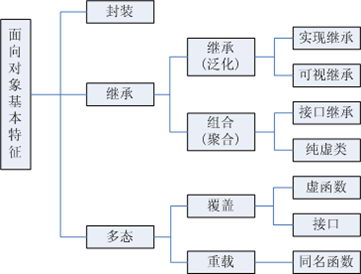 面向对象基本特征
封装
继承
继承
(泛化)
实现继承
可视继承
组合
(聚合)
接口继承
纯虚类
多态
覆盖
虚函数
接口
重载
同名函数